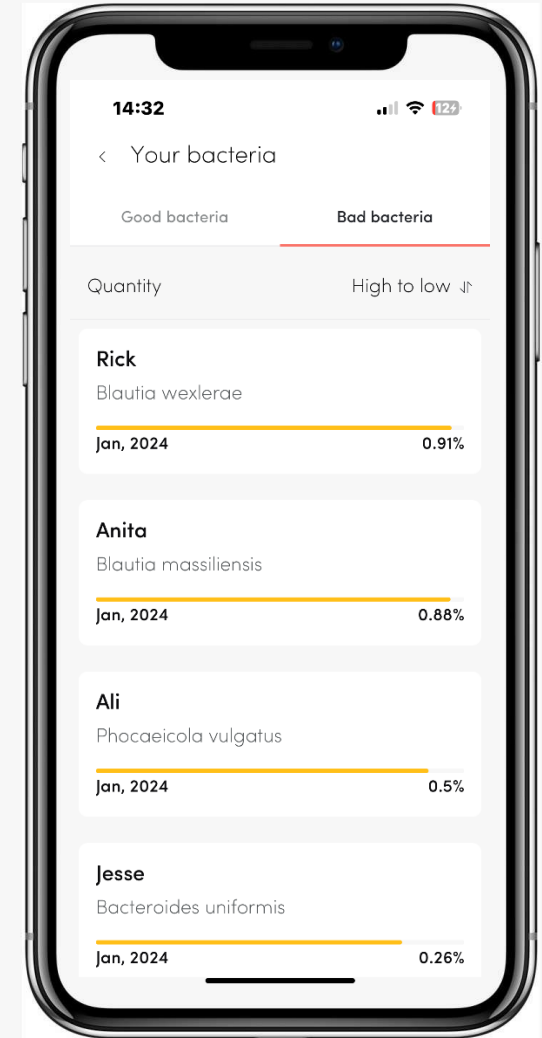 14:32
12
Your bacteria
Good bacteria Bad bacteria
Quantity High to low
Rick
Blautia wexlerae
Jan, 2024 0.91%
Anita
Blautia massiliensis
Jan, 2024 0.88%
Ali
Phocaeicola vulgatus
Jan, 2024 0.5%
Jesse
Bacteroides uniformis
Jan, 2024 0.26%